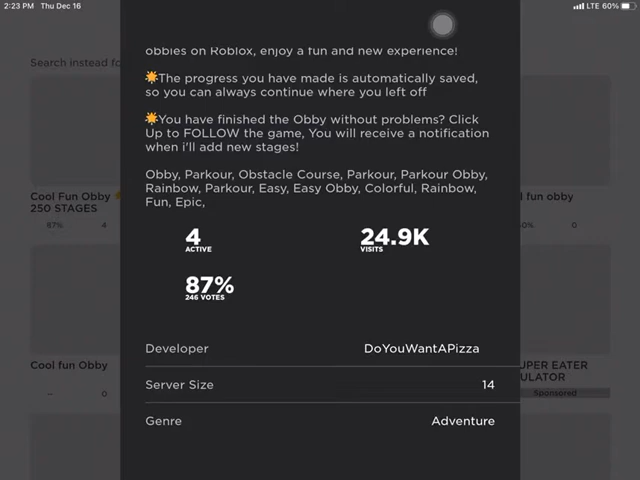 2:23 PM Thu Dec 16
LTE 60%
obbies on Roblox, enjoy a fun and new experience!
Search instead fo
🌟The progress you have made is automatically saved,
so you can always continue where you left off
🌟You have finished the Obby without problems? Click
Up to FOLLOW the game, You will receive a notification
when i'll add new stages!
Obby, Parkour, Obstacle Course, Parkour, Parkour Obby,
Rainbow, Parkour, Easy, Easy Obby, Colorful, Rainbow,
Fun, Epic,
Cool Fun Obby
250 STAGES
l fun obby
4
0
4
ACTIVE
24.9K
VISITS
87%
246 VOTES
Developer
DoYouWantAPizza
Cool fun Obby
UPER EATER
ULATOR
Sponsored
--
0
Server Size
14
Genre
Adventure